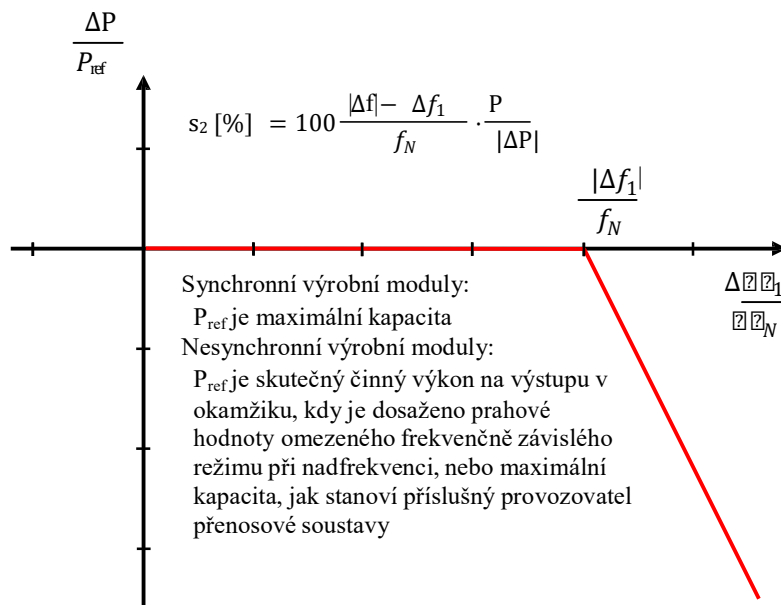 ΔP
P_ref
s₂ [%] = 100 |Δf|− Δf₁ / f_N · P / |ΔP|
|Δf₁|
f_N
Δ⍰⍰₁
⍰⍰_N
Synchronní výrobní moduly:
P_ref je maximální kapacita
Nesynchronní výrobní moduly:
P_ref je skutečný činný výkon na výstupu v
okamžiku, kdy je dosaženo prahové
hodnoty omezeného frekvenčně závislého
režimu při nadfrekvenci, nebo maximální
kapacita, jak stanoví příslušný provozovatel
přenosové soustavy